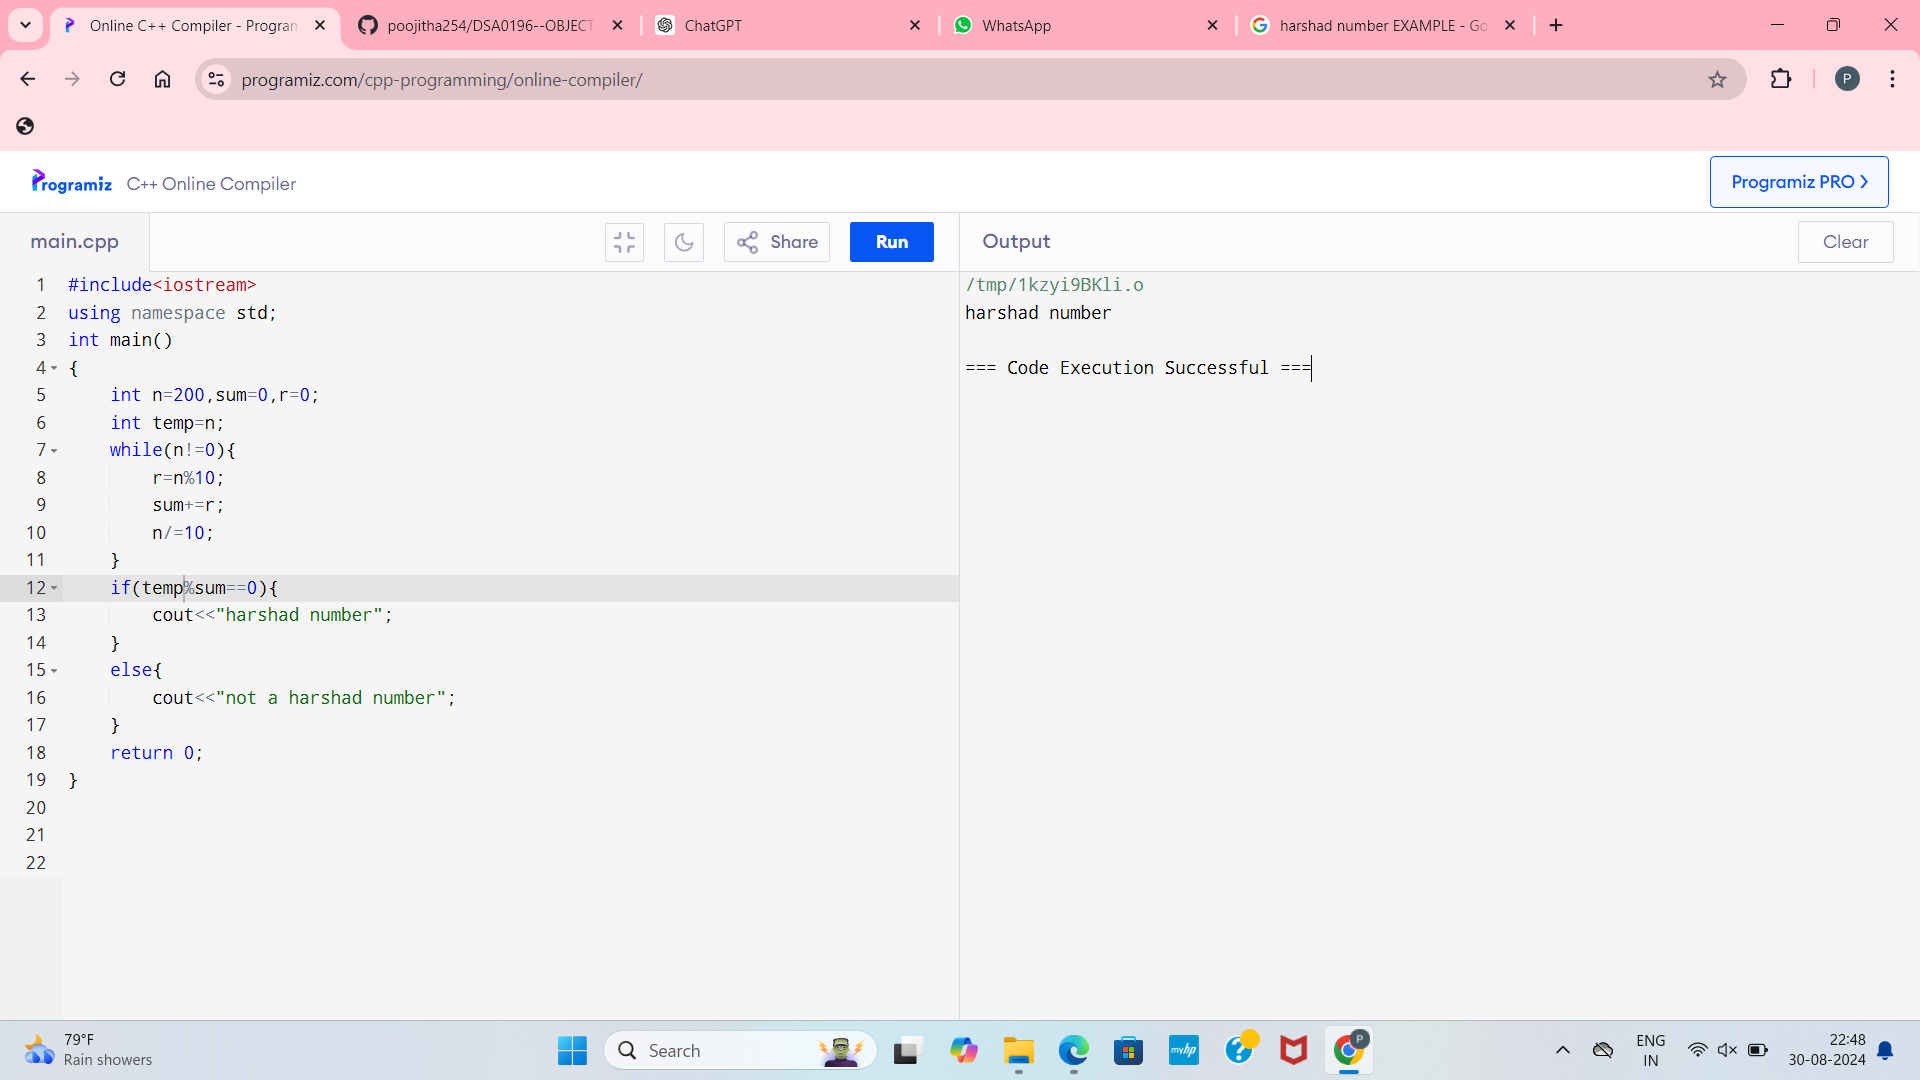 Online C++ Compiler - Program
poojitha254/DSA0196--OBJECT
ChatGPT
WhatsApp
harshad number EXAMPLE - Go
programiz.com/cpp-programming/online-compiler/
P
Programiz C++ Online Compiler
Programiz PRO
main.cpp
Share
Run
Output
Clear
1 #include<iostream>
2 using namespace std;
3 int main()
4 {
5 int n=200,sum=0,r=0;
6 int temp=n;
7 while(n!=0){
8 r=n%10;
9 sum+=r;
10 n/=10;
11 }
12 if(temp%sum==0){
13 cout<<"harshad number";
14 }
15 else{
16 cout<<"not a harshad number";
17 }
18 return 0;
19 }
20
21
22
/tmp/1kzyi9BKli.o
harshad number
=== Code Execution Successful ===
79°F
Rain showers
Search
myhp
P
ENG
IN
22:48
30-08-2024